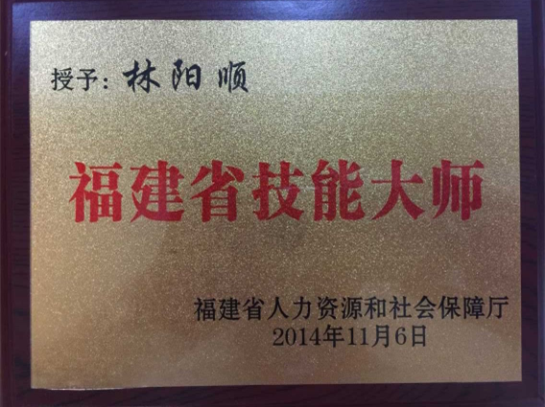 授予：林阳顺
福建省技能大师
福建省人力资源和社会保障厅
2014年11月6日